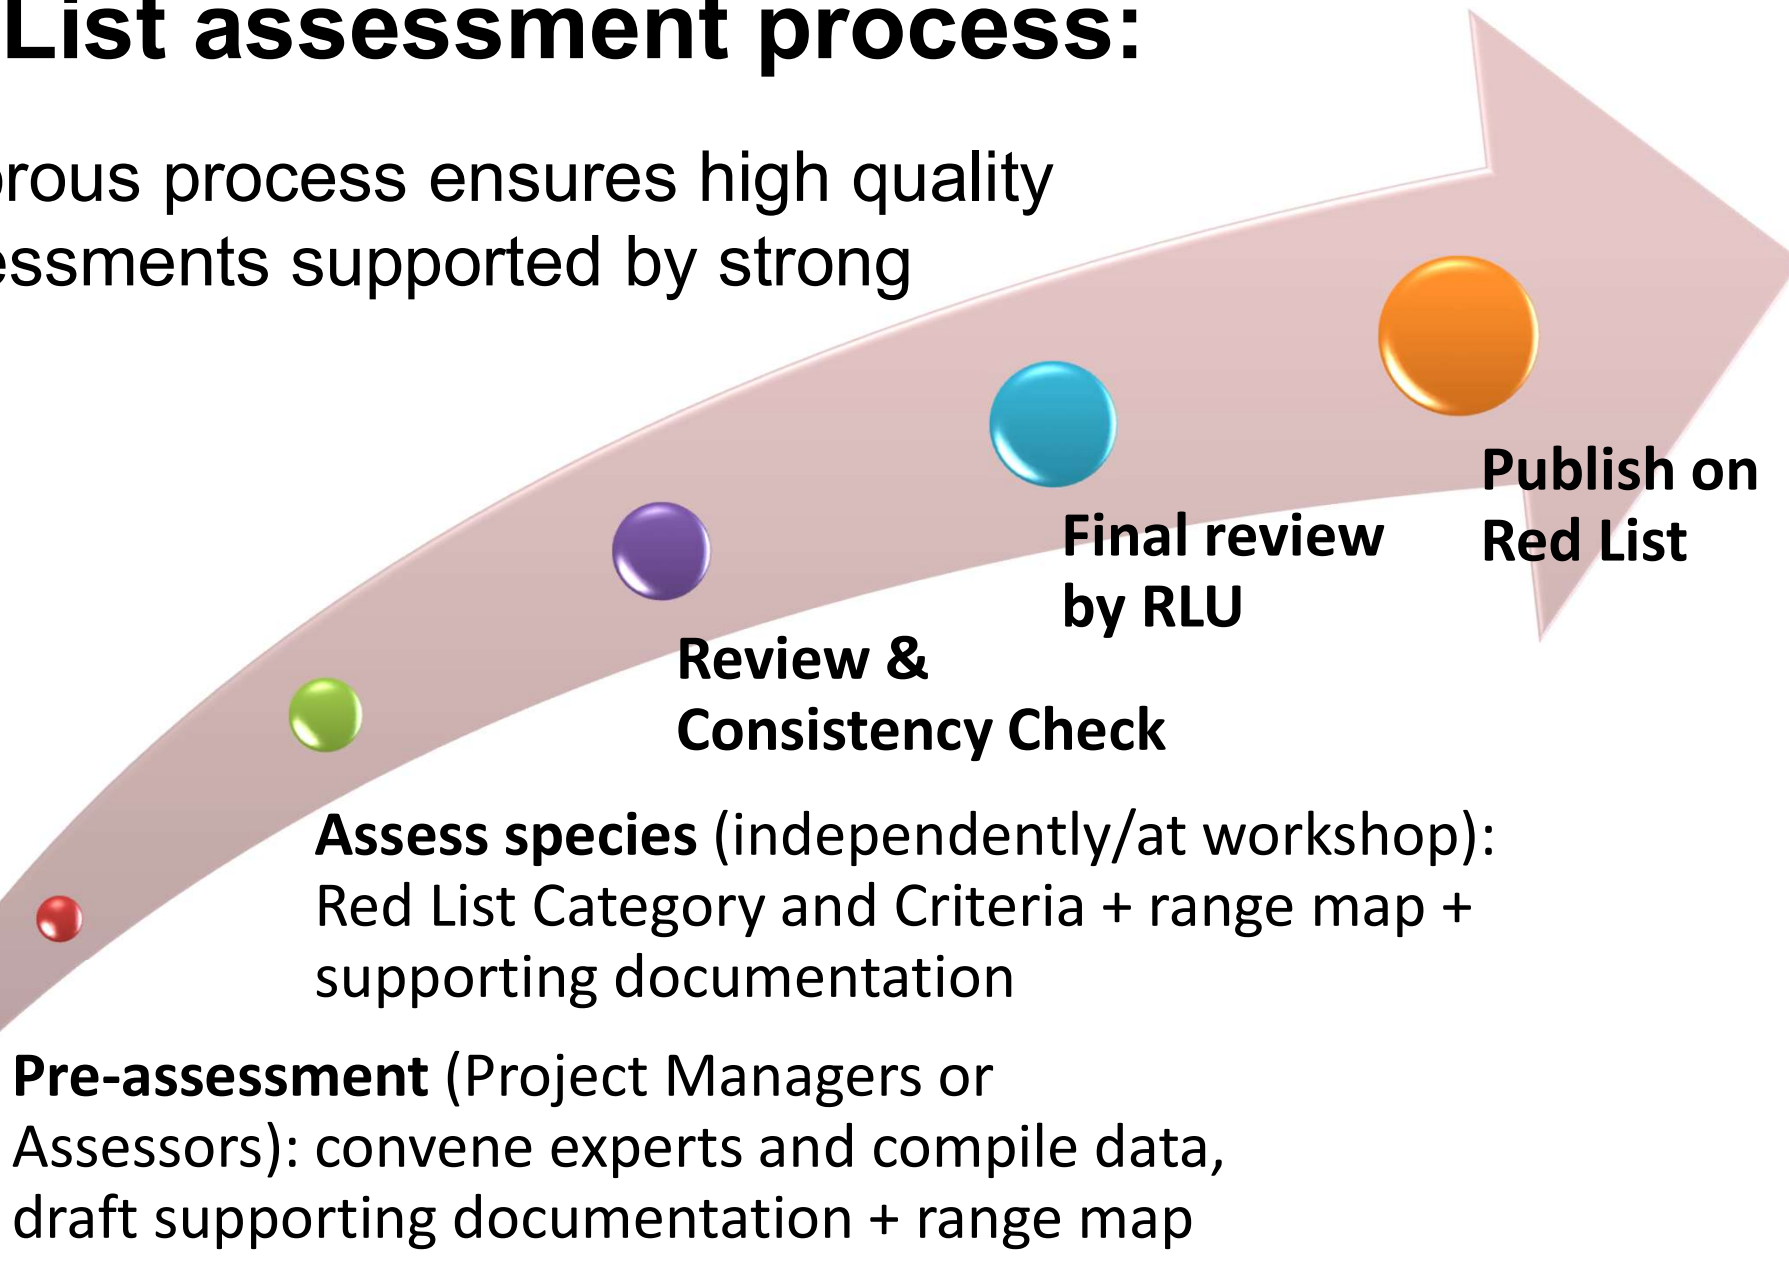 List assessment process:
orous process ensures high quality
essments supported by strong
Publish on
Red List
Final review
by RLU
Review &
Consistency Check
Assess species (independently/at workshop):
Red List Category and Criteria + range map +
supporting documentation
Pre-assessment (Project Managers or
Assessors): convene experts and compile data,
draft supporting documentation + range map